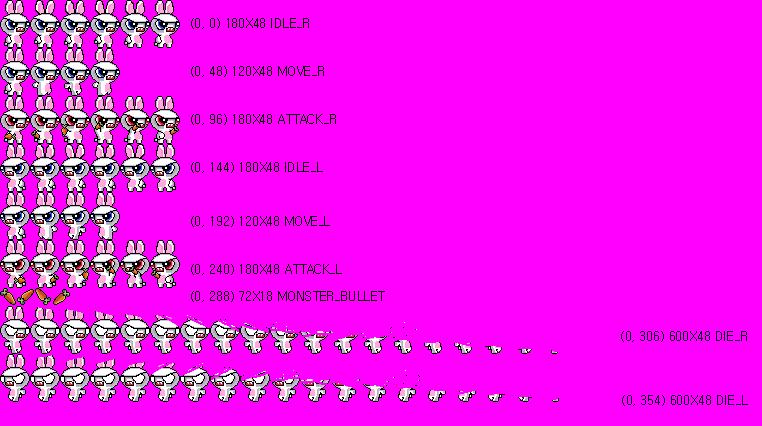 (0, 0) 180X48 IDLE_R
(0, 48) 120X48 MOVE_R
(0, 96) 180X48 ATTACK_R
(0, 144) 180X48 IDLE_L
(0, 192) 120X48 MOVE_L
(0, 240) 180X48 ATTACK_L
(0, 288) 72X18 MONSTER_BULLET
(0, 306) 600X48 DIE_R
(0, 354) 600X48 DIE_L